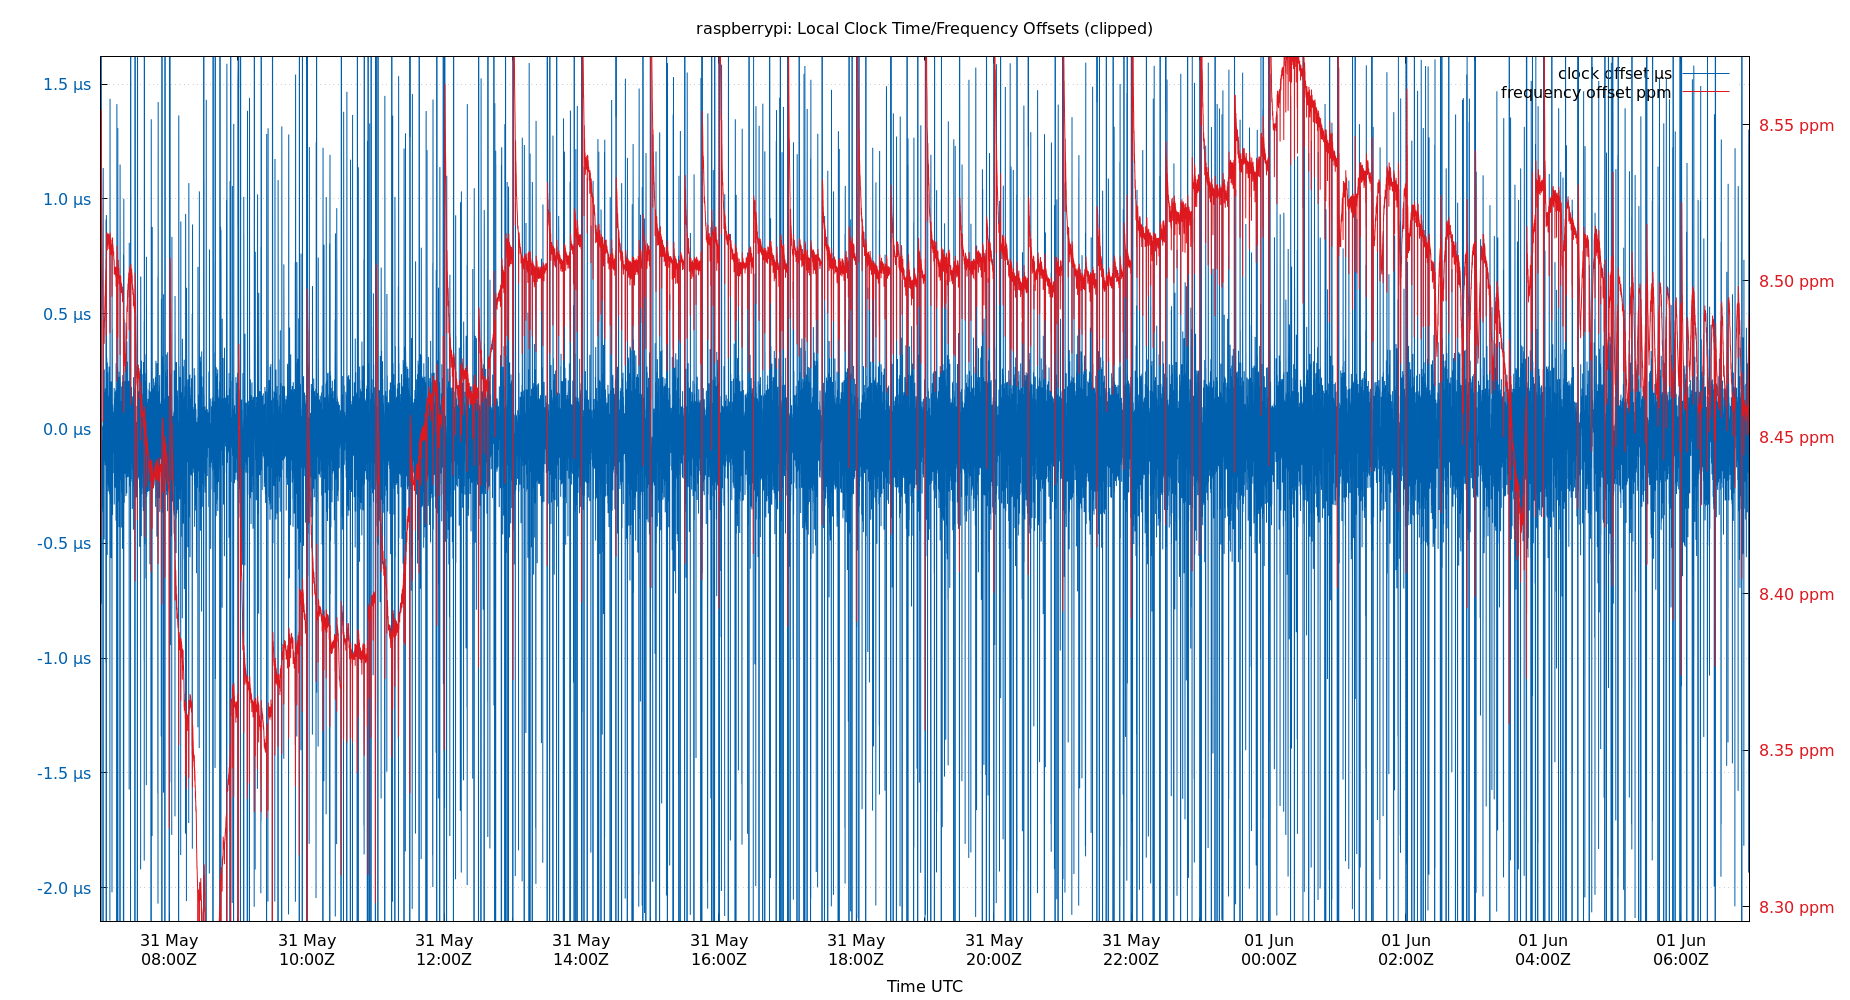 raspberrypi: Local Clock Time/Frequency Offsets (clipped)
clock offset µs
frequency offset ppm
1.5 µs
1.0 µs
0.5 µs
0.0 µs
-0.5 µs
-1.0 µs
-1.5 µs
-2.0 µs
8.55 ppm
8.50 ppm
8.45 ppm
8.40 ppm
8.35 ppm
8.30 ppm
31 May 31 May 31 May 31 May 31 May 31 May 31 May 31 May 01 Jun 01 Jun 01 Jun 01 Jun
08:00Z 10:00Z 12:00Z 14:00Z 16:00Z 18:00Z 20:00Z 22:00Z 00:00Z 02:00Z 04:00Z 06:00Z
Time UTC